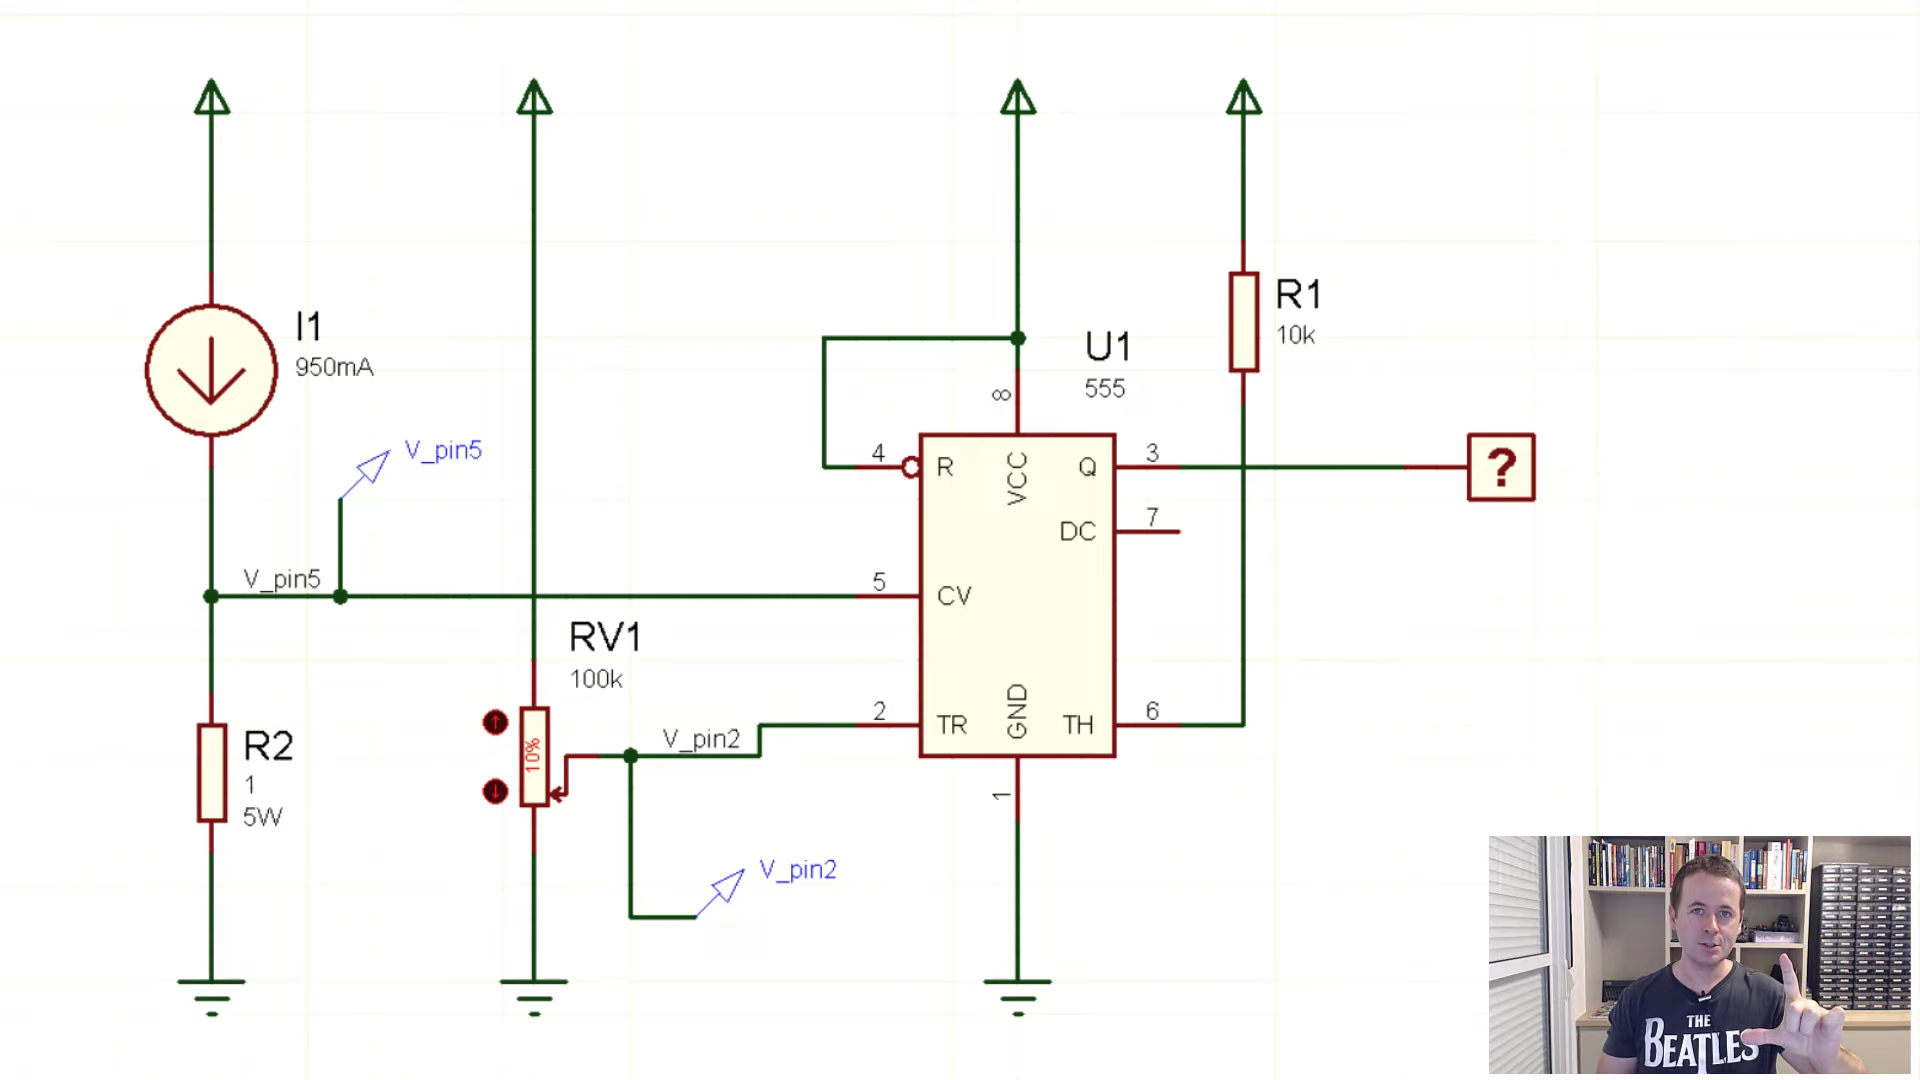 I1
950mA
V_pin5
V_pin5
R2
1
5W
RV1
100k
10%
V_pin2
V_pin2
U1
555
8
4
R
VCC
Q
3
DC
7
5
CV
2
TR
GND
TH
6
1
R1
10k
?
THE
BEATLES